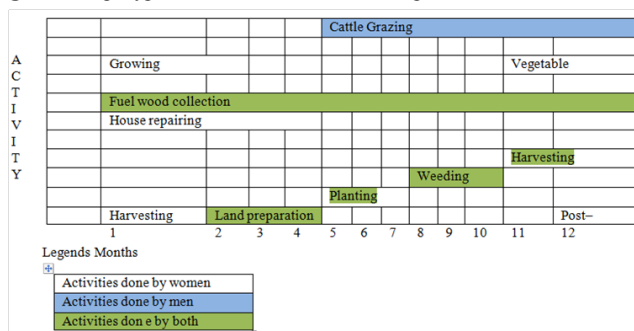 Cattle Grazing
Growing Vegetable
Fuel wood collection
House repairing
Harvesting
Weeding
Planting
Harvesting Land preparation Post–
1 2 3 4 5 6 7 8 9 10 11 12
A
C
T
I
V
I
T
Y
Legends Months
Activities done by women
Activities done by men
Activities don e by both